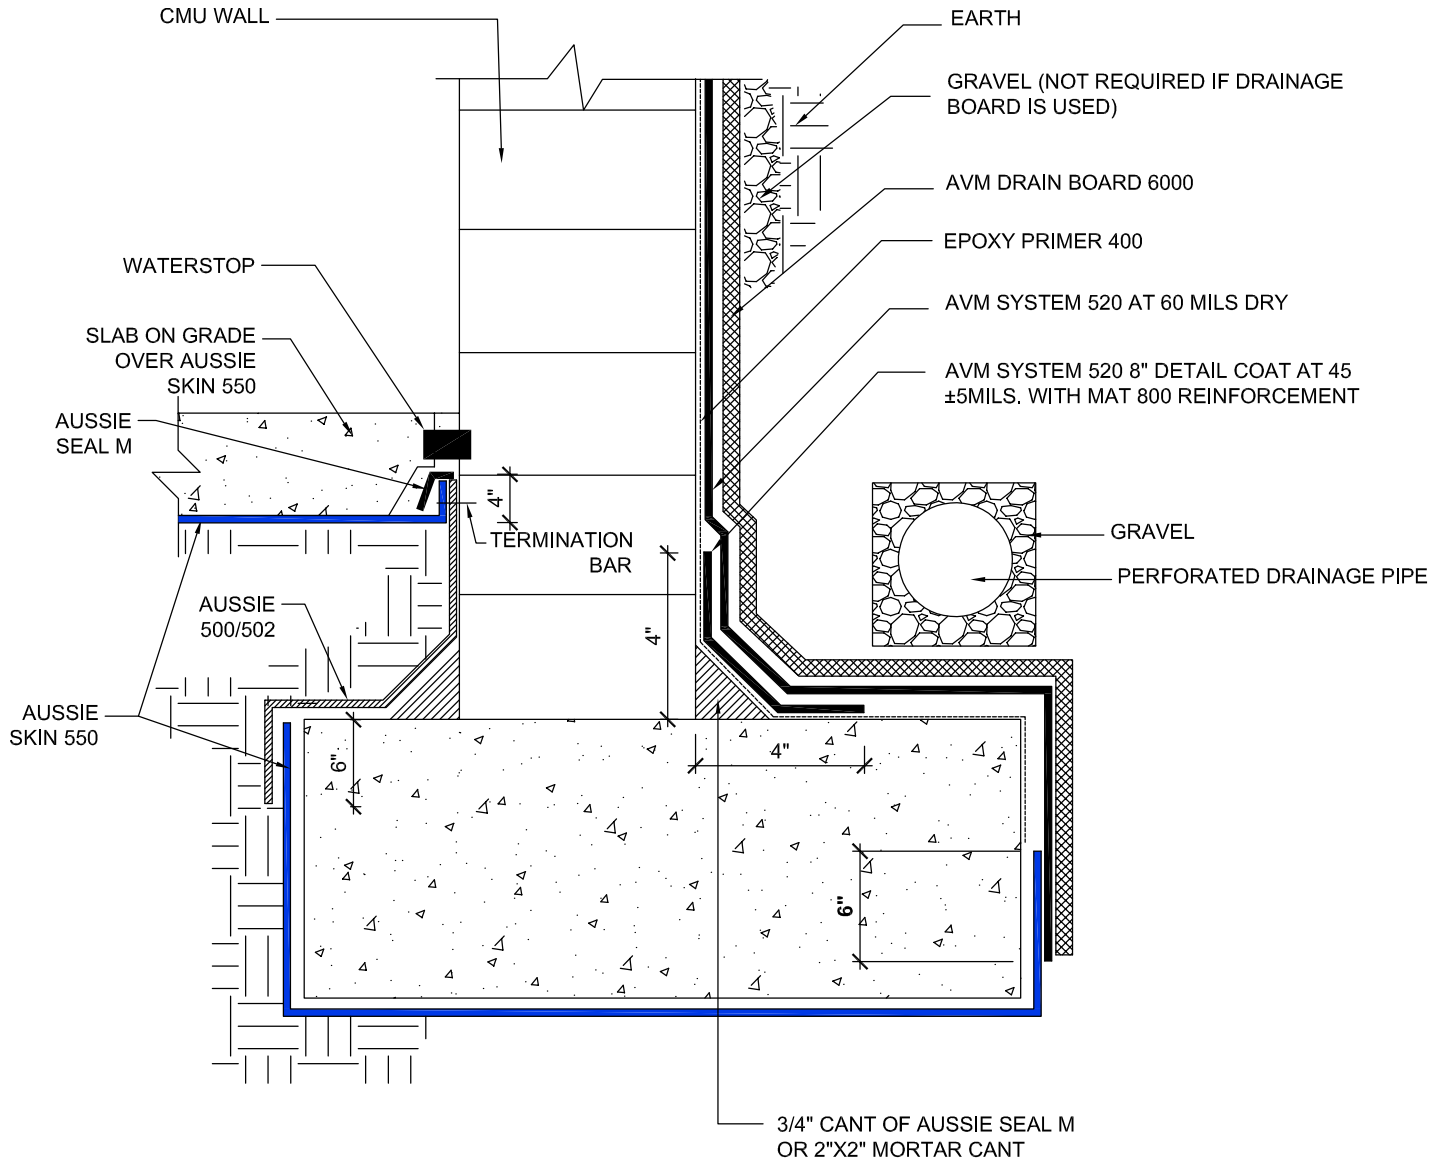 CMU WALL
EARTH
GRAVEL (NOT REQUIRED IF DRAINAGE
BOARD IS USED)
AVM DRAIN BOARD 6000
EPOXY PRIMER 400
WATERSTOP
AVM SYSTEM 520 AT 60 MILS DRY
SLAB ON GRADE
OVER AUSSIE
SKIN 550
AVM SYSTEM 520 8" DETAIL COAT AT 45
±5MILS. WITH MAT 800 REINFORCEMENT
AUSSIE
SEAL M
4"
TERMINATION
BAR
GRAVEL
PERFORATED DRAINAGE PIPE
AUSSIE
500/502
4"
AUSSIE
SKIN 550
6"
4"
6"
3/4" CANT OF AUSSIE SEAL M
OR 2"X2" MORTAR CANT